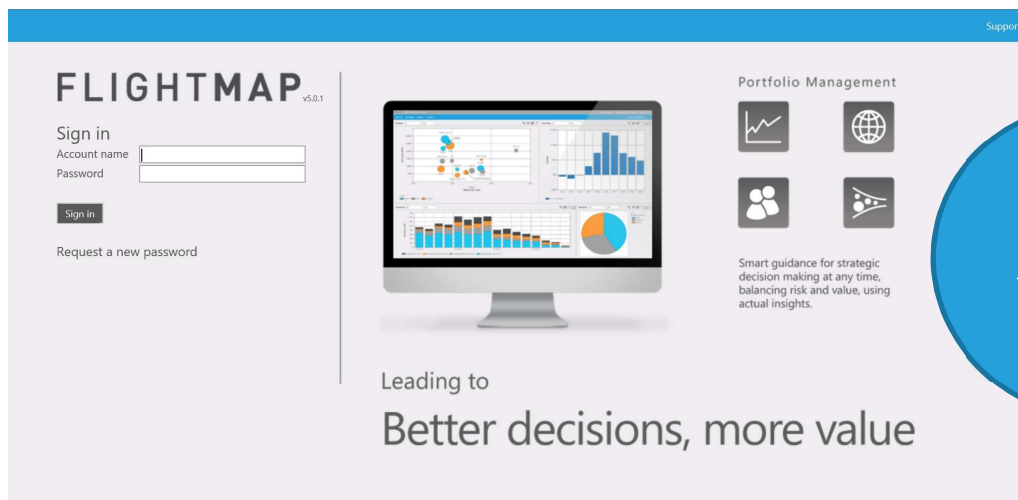 Suppor
FLIGHTMAP v5.0.1
Sign in
Account name
Password
Sign in
Request a new password
Portfolio Management
Smart guidance for strategic
decision making at any time,
balancing risk and value, using
actual insights.
Leading to
Better decisions, more value